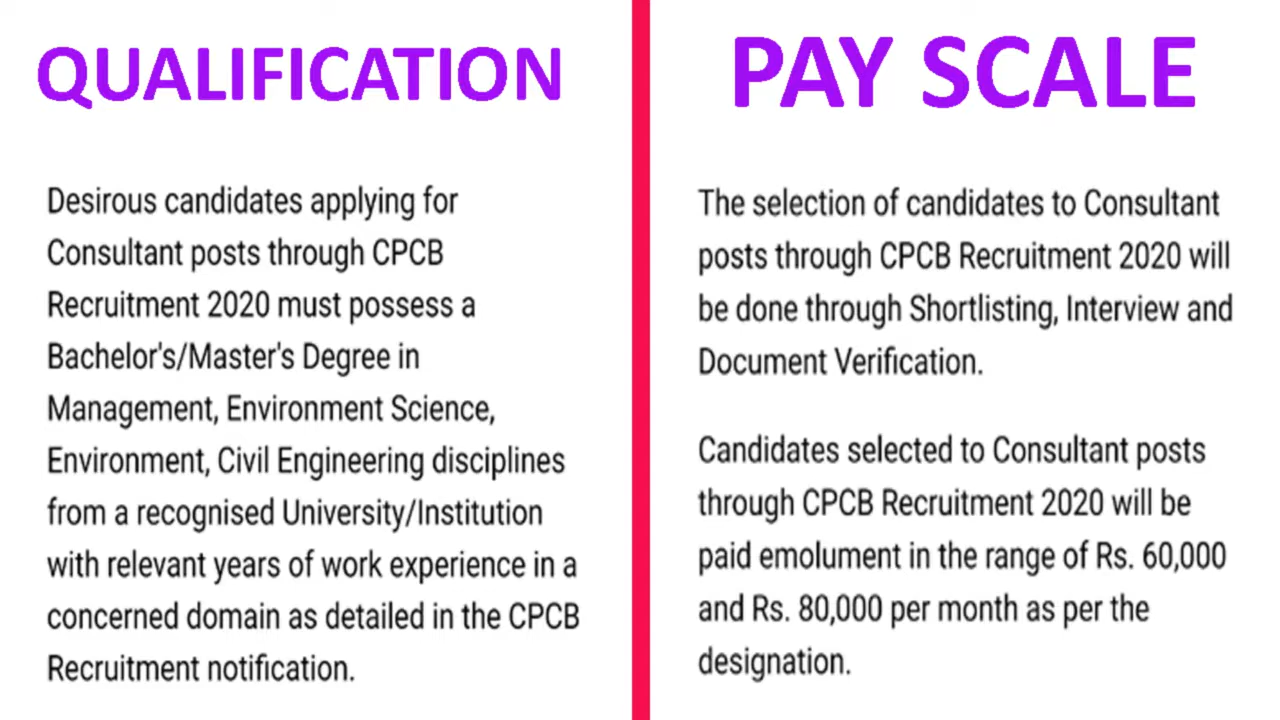 QUALIFICATION
Desirous candidates applying for
Consultant posts through CPCB
Recruitment 2020 must possess a
Bachelor's/Master's Degree in
Management, Environment Science,
Environment, Civil Engineering disciplines
from a recognised University/Institution
with relevant years of work experience in a
concerned domain as detailed in the CPCB
Recruitment notification.
PAY SCALE
The selection of candidates to Consultant
posts through CPCB Recruitment 2020 will
be done through Shortlisting, Interview and
Document Verification.
Candidates selected to Consultant posts
through CPCB Recruitment 2020 will be
paid emolument in the range of Rs. 60,000
and Rs. 80,000 per month as per the
designation.